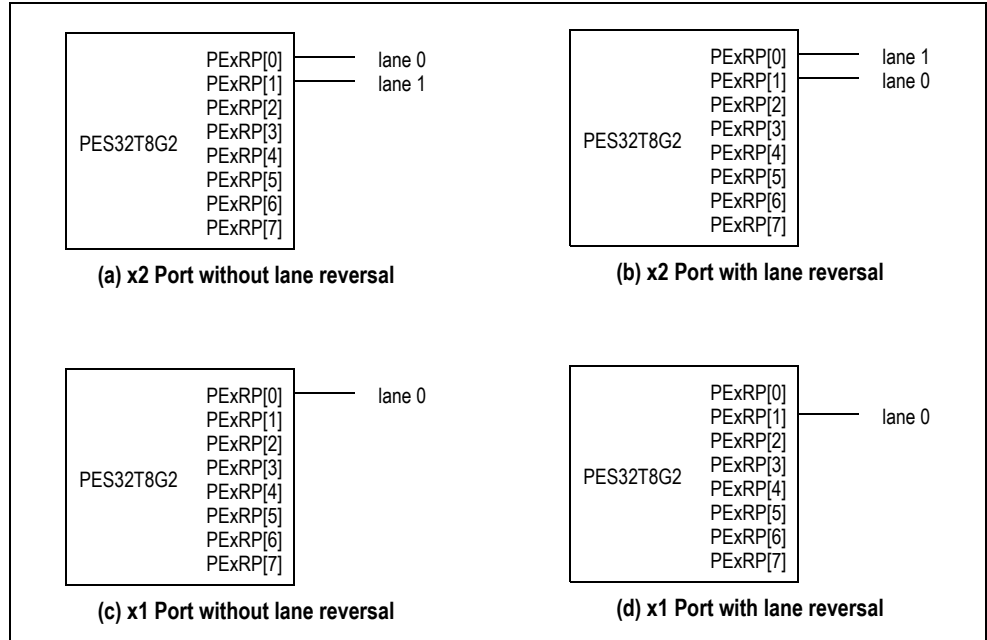 PES32T8G2
PExRP[0] lane 0
PExRP[1] lane 1
PExRP[2]
PExRP[3]
PExRP[4]
PExRP[5]
PExRP[6]
PExRP[7]
(a) x2 Port without lane reversal
PES32T8G2
PExRP[0] lane 1
PExRP[1] lane 0
PExRP[2]
PExRP[3]
PExRP[4]
PExRP[5]
PExRP[6]
PExRP[7]
(b) x2 Port with lane reversal
PES32T8G2
PExRP[0] lane 0
PExRP[1]
PExRP[2]
PExRP[3]
PExRP[4]
PExRP[5]
PExRP[6]
PExRP[7]
(c) x1 Port without lane reversal
PES32T8G2
PExRP[0]
PExRP[1] lane 0
PExRP[2]
PExRP[3]
PExRP[4]
PExRP[5]
PExRP[6]
PExRP[7]
(d) x1 Port with lane reversal